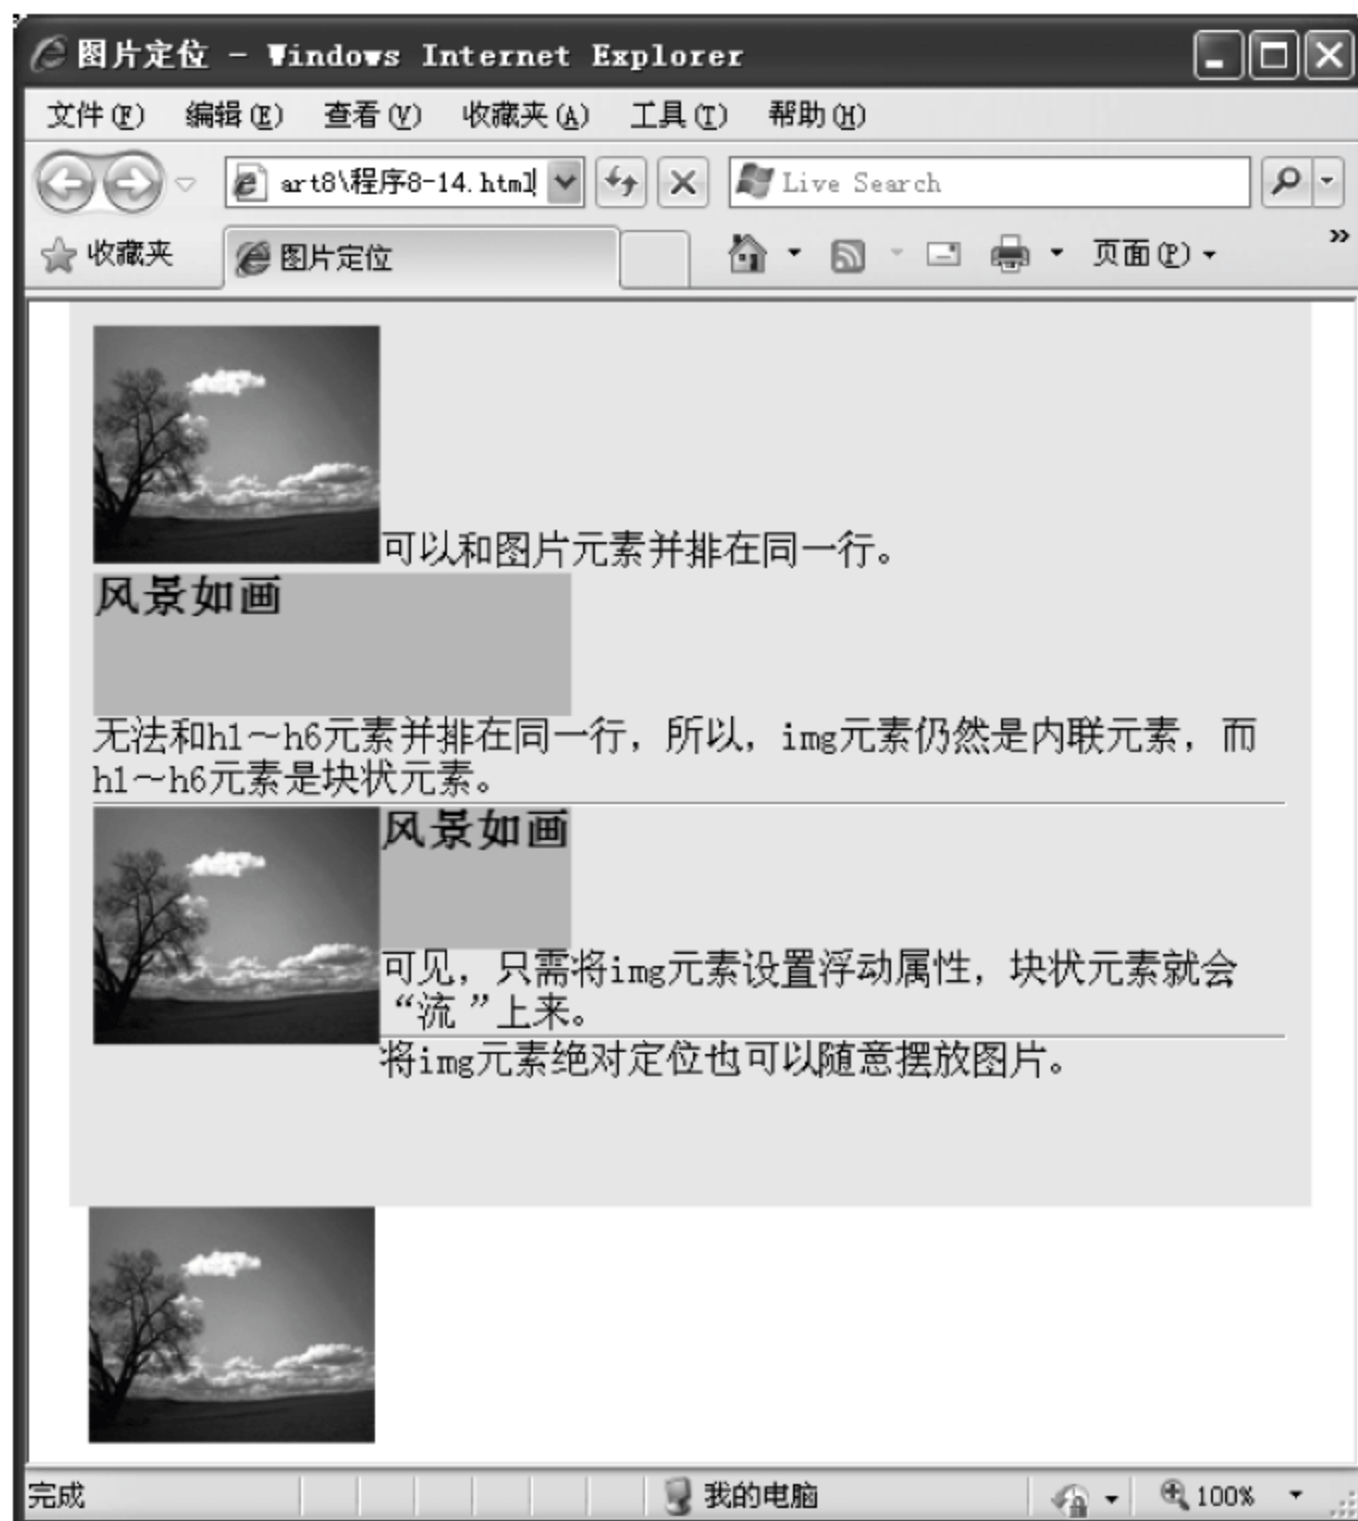 图片定位 - Windows Internet Explorer
文件(F) 编辑(E) 查看(V) 收藏夹(A) 工具(T) 帮助(H)
art8\程序8-14.html Live Search
收藏夹 图片定位 页面(P)
可以和图片元素并排在同一行。
风景如画
无法和h1～h6元素并排在同一行，所以，img元素仍然是内联元素，而
h1～h6元素是块状元素。
风景如画
可见，只需将img元素设置浮动属性，块状元素就会
“流”上来。
将img元素绝对定位也可以随意摆放图片。
完成 我的电脑 100%